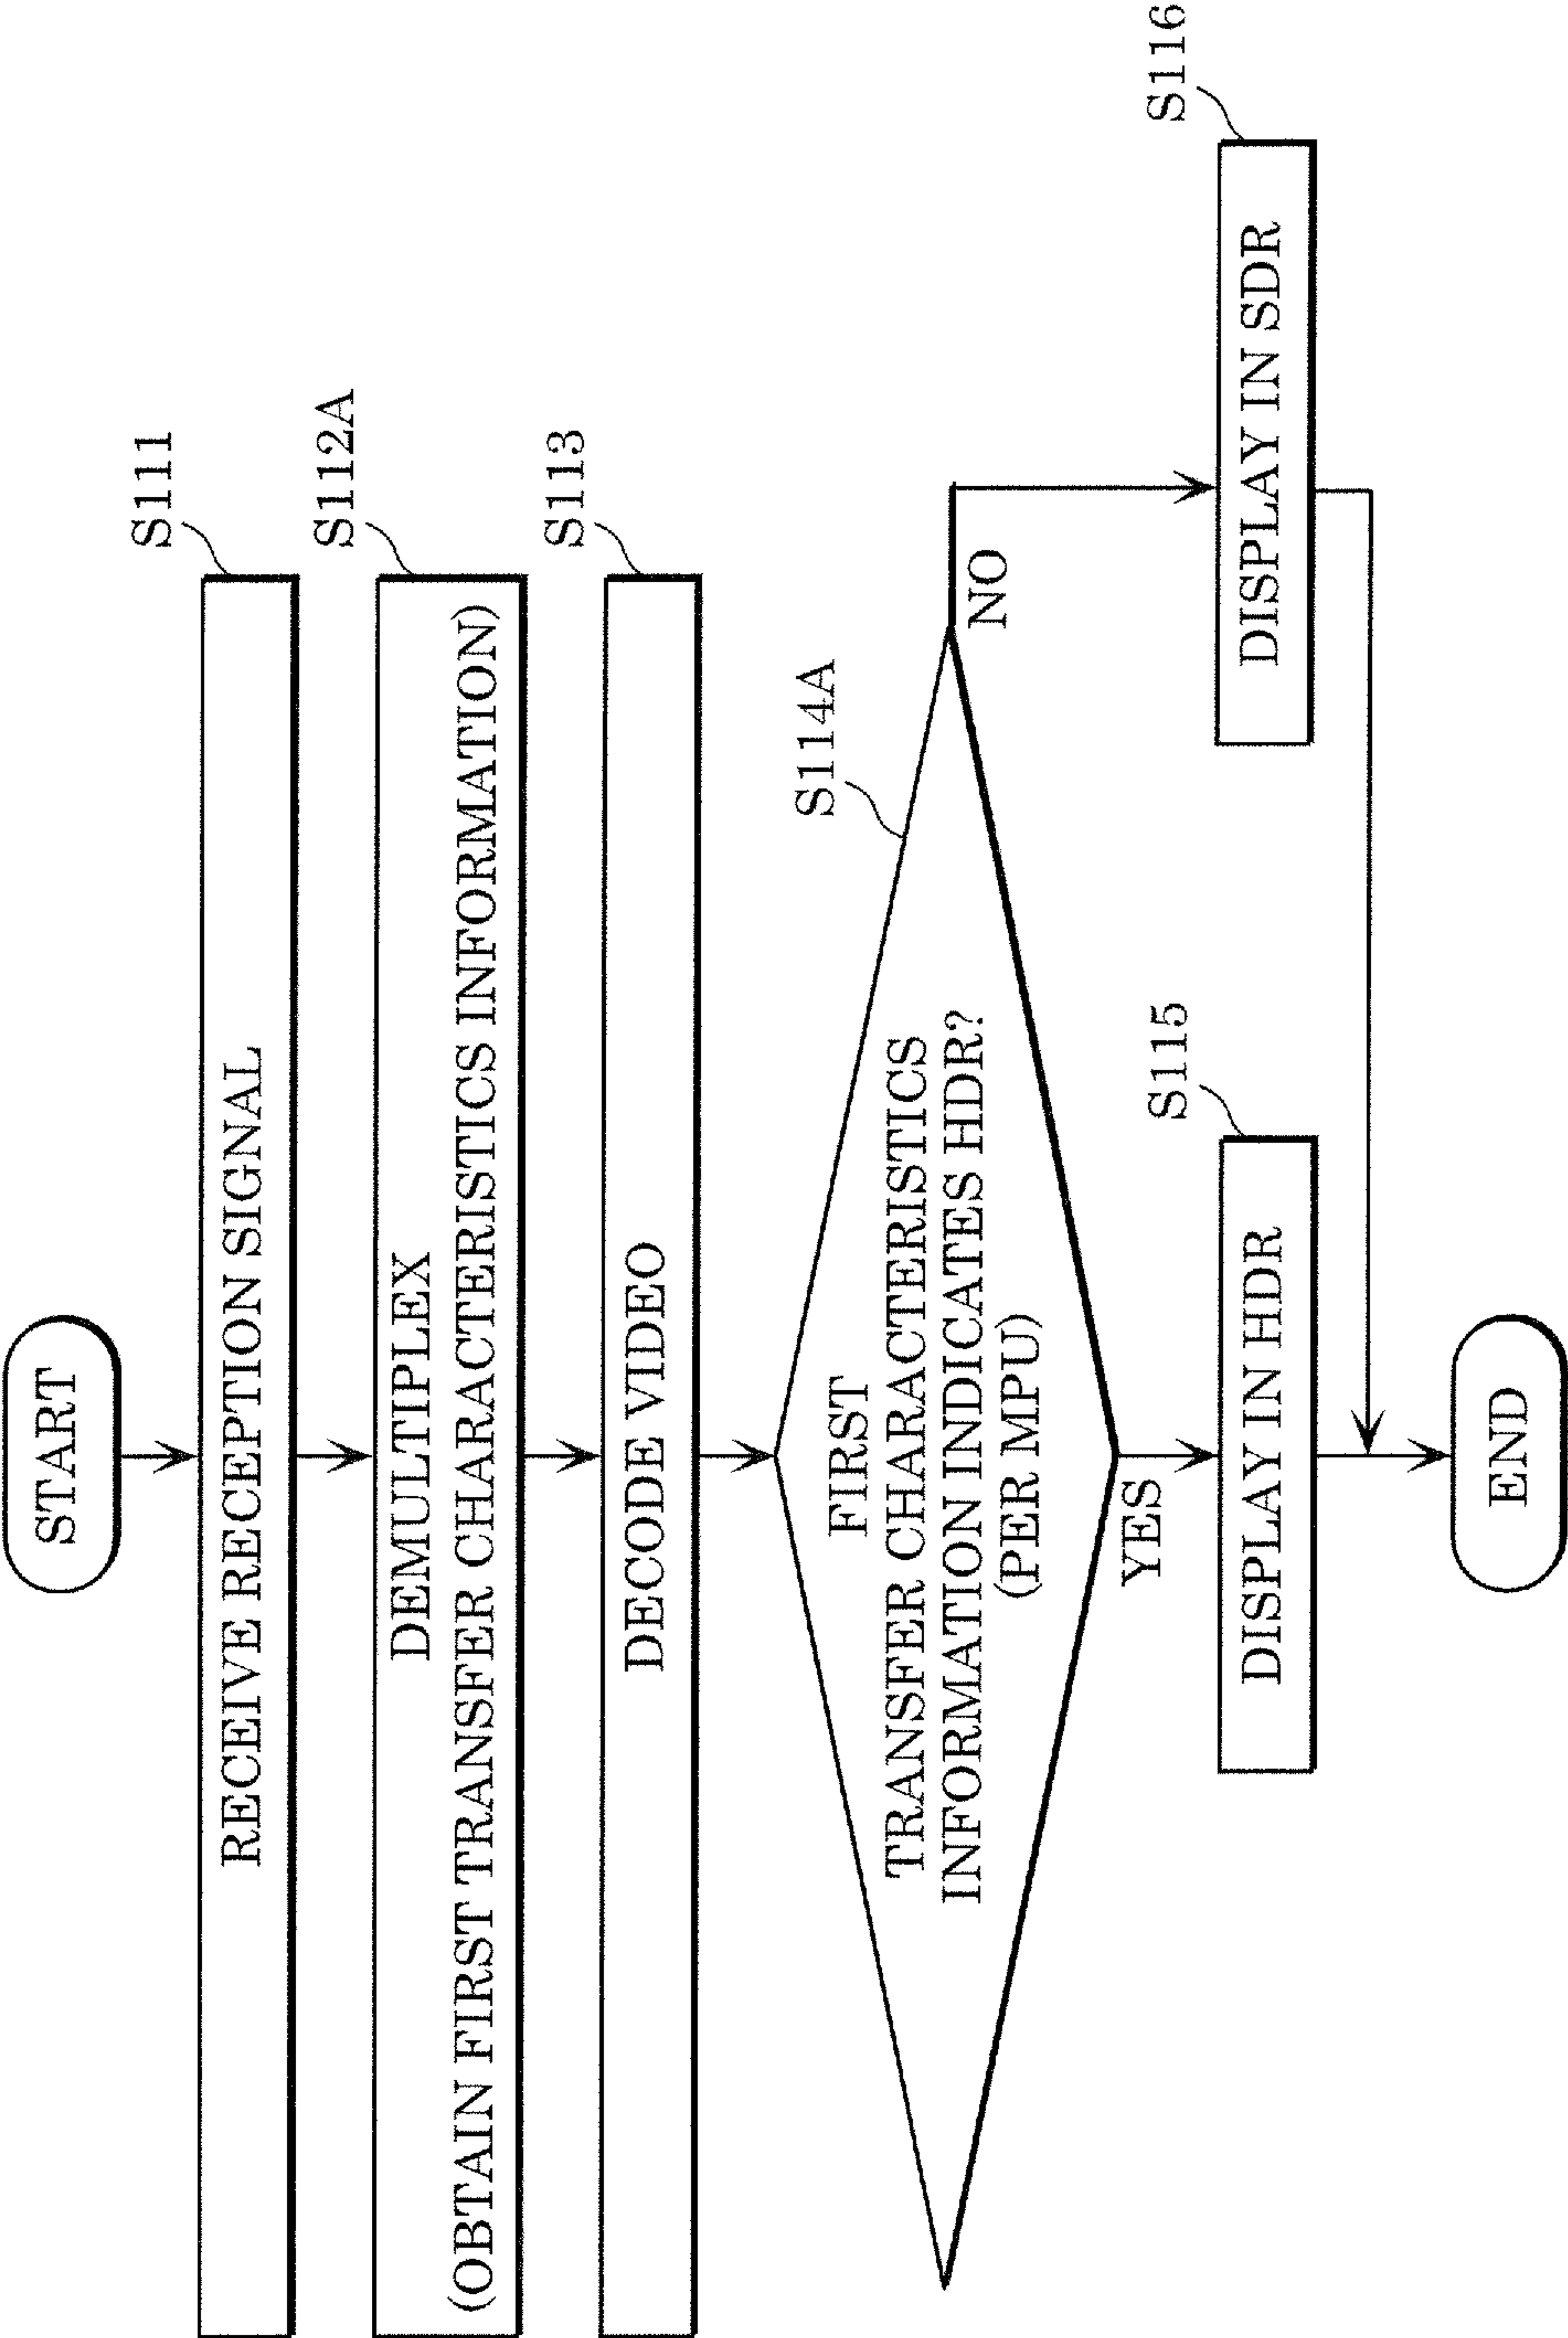 START
S111
RECEIVE RECEPTION SIGNAL
S112A
DEMULTIPLEX
(OBTAIN FIRST TRANSFER CHARACTERISTICS INFORMATION)
S113
DECODE VIDEO
S114A
FIRST
TRANSFER CHARACTERISTICS
INFORMATION INDICATES HDR?
(PER MPU)
NO
YES
S115
DISPLAY IN HDR
S116
DISPLAY IN SDR
END